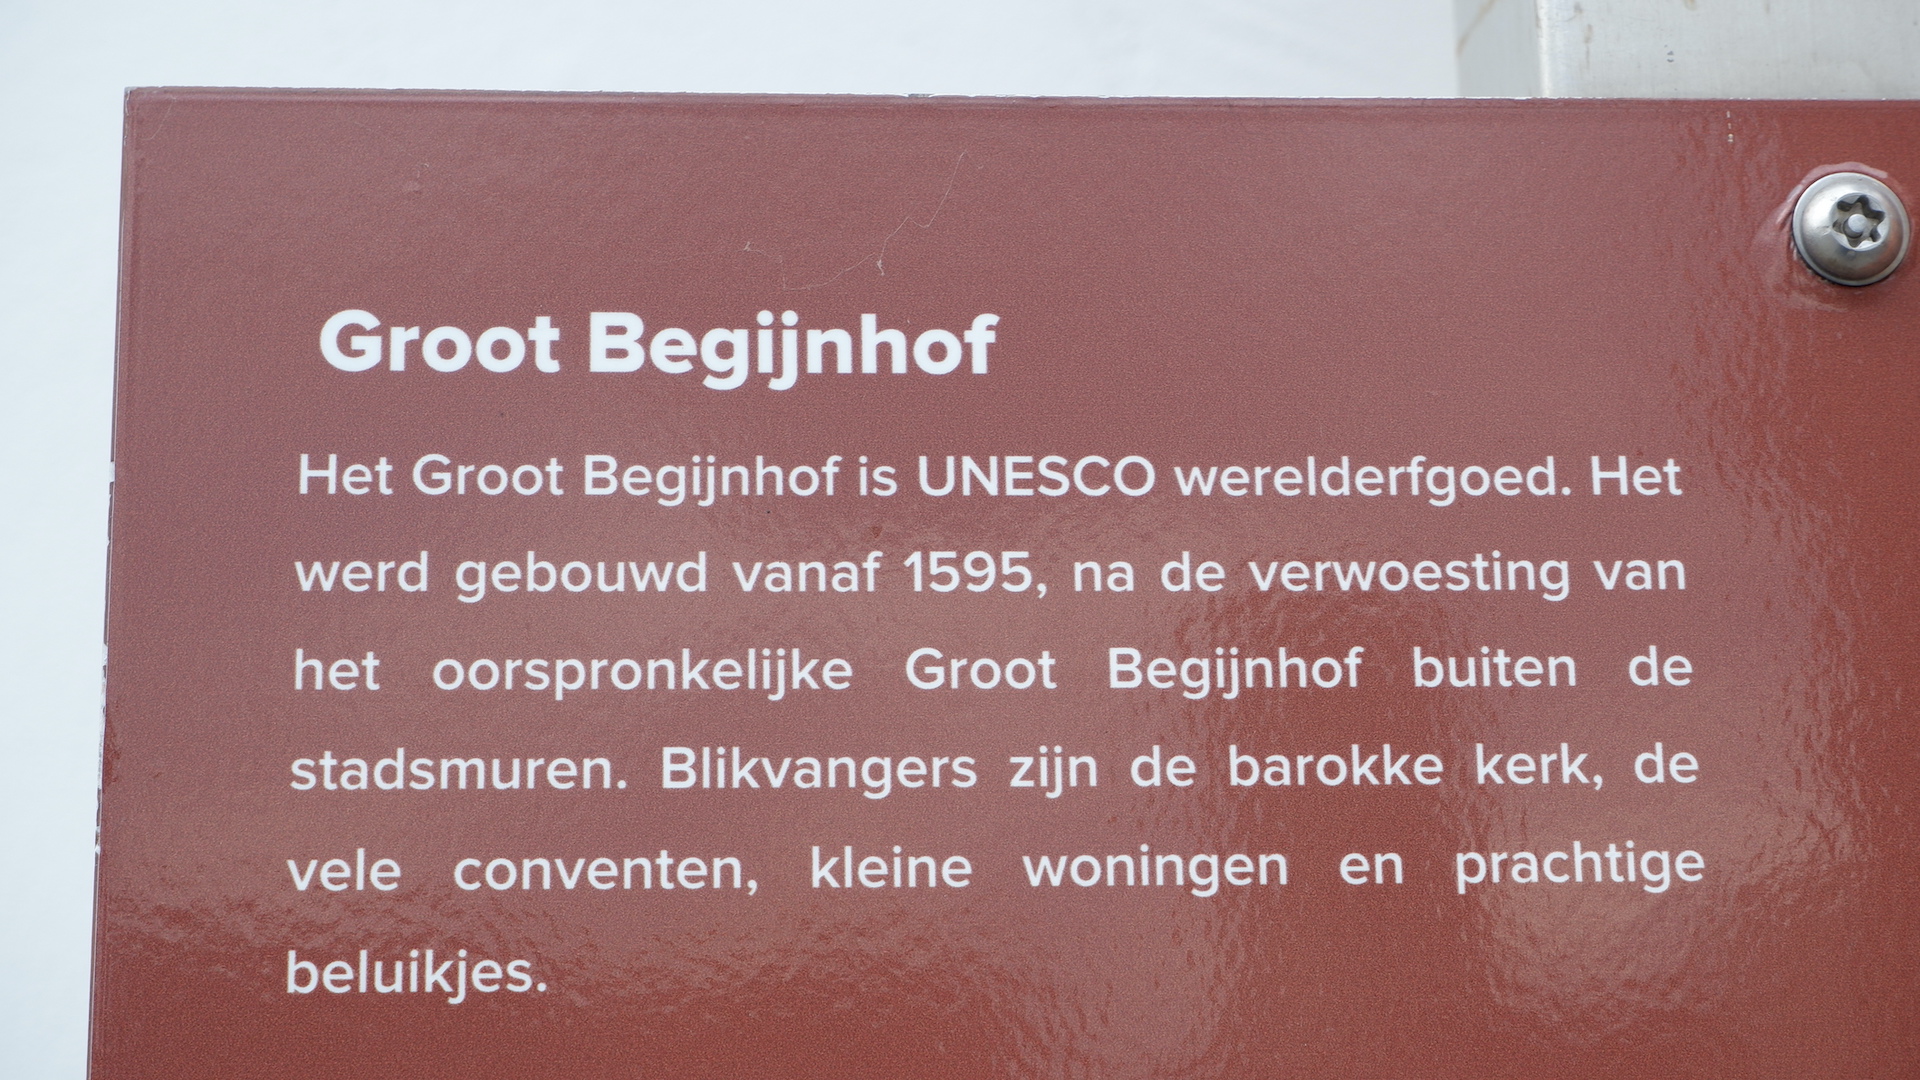 Groot Begijnhof
Het Groot Begijnhof is UNESCO werelderfgoed. Het
werd gebouwd vanaf 1595, na de verwoesting van
het oorspronkelijke Groot Begijnhof buiten de
stadsmuren. Blikvangers zijn de barokke kerk, de
vele conventen, kleine woningen en prachtige
beluikjes.